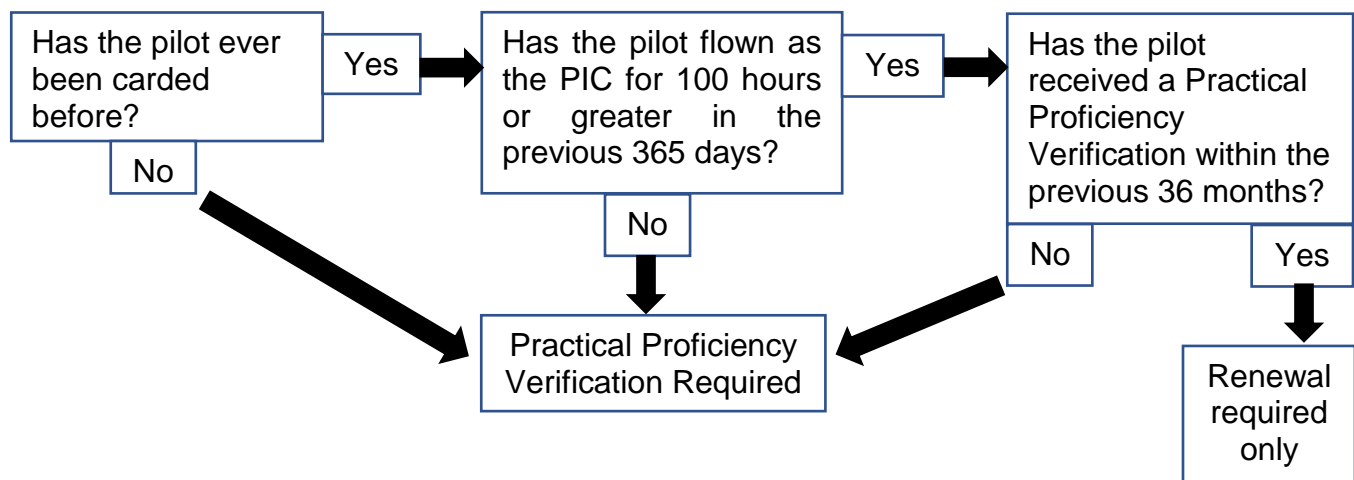 Has the pilot ever
been carded
before?
Yes
No
Has the pilot flown as
the PIC for 100 hours
or greater in the
previous 365 days?
Yes
No
Has the pilot
received a Practical
Proficiency
Verification within the
previous 36 months?
No
Yes
Practical Proficiency
Verification Required
Renewal
required
only